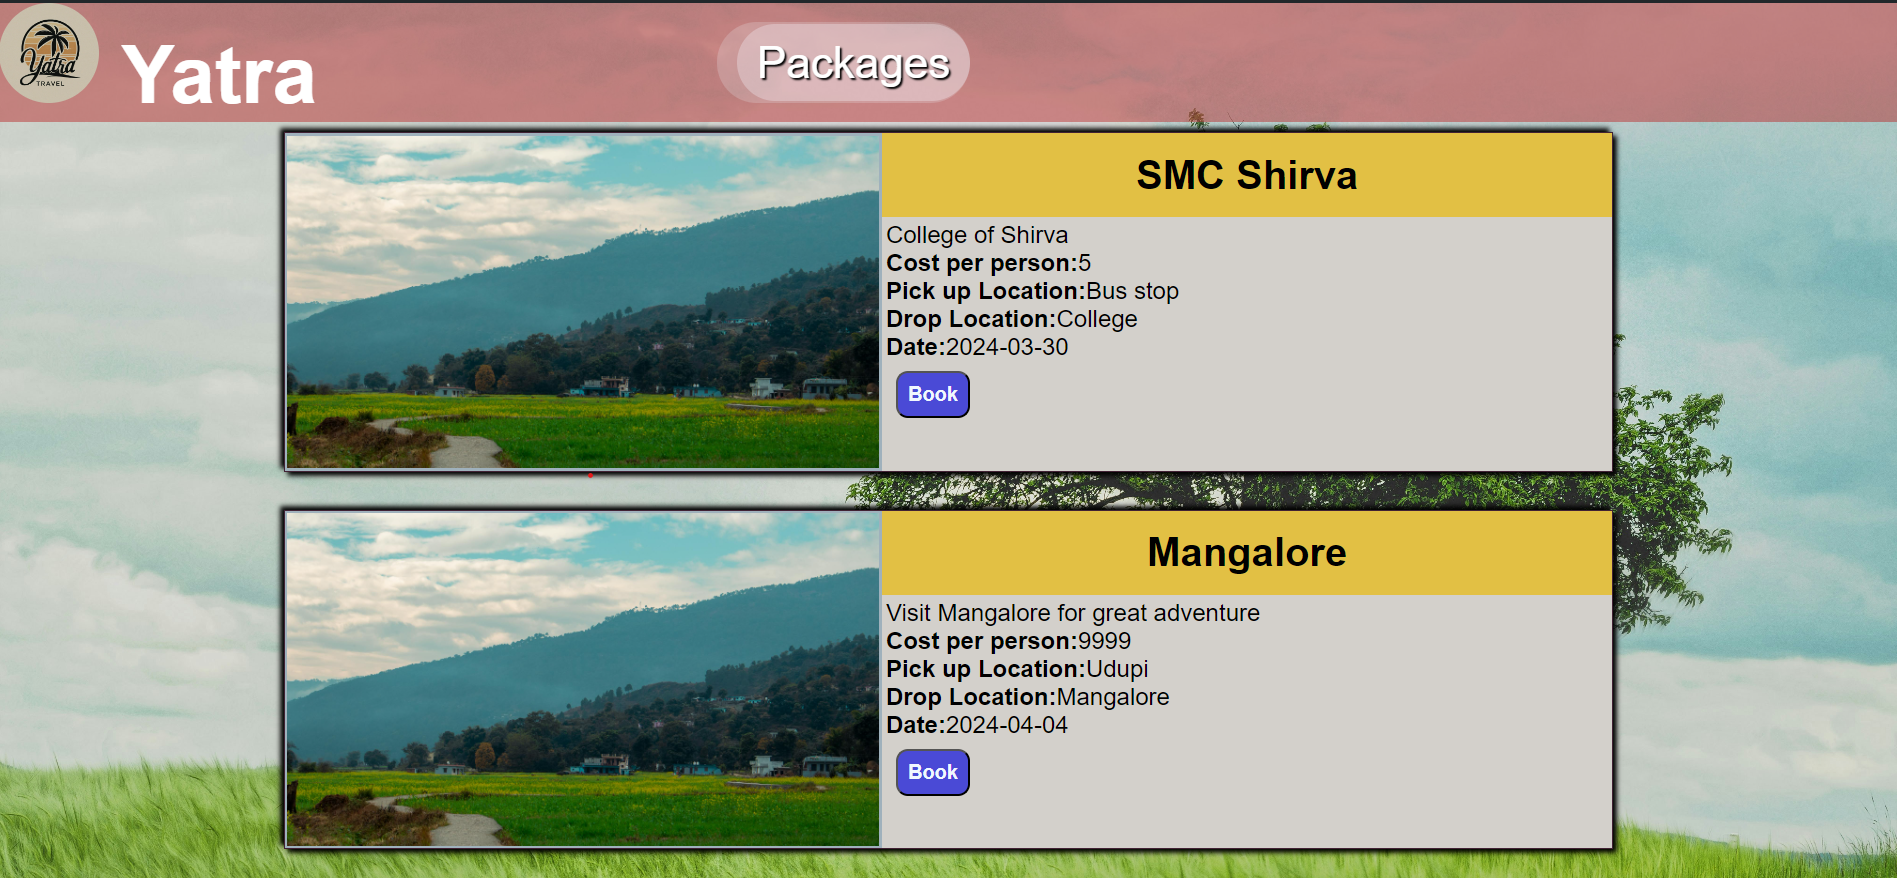 Yatra
TRAVEL
Yatra
Packages
SMC Shirva
College of Shirva
Cost per person:5
Pick up Location:Bus stop
Drop Location:College
Date:2024-03-30
Book
Mangalore
Visit Mangalore for great adventure
Cost per person:9999
Pick up Location:Udupi
Drop Location:Mangalore
Date:2024-04-04
Book